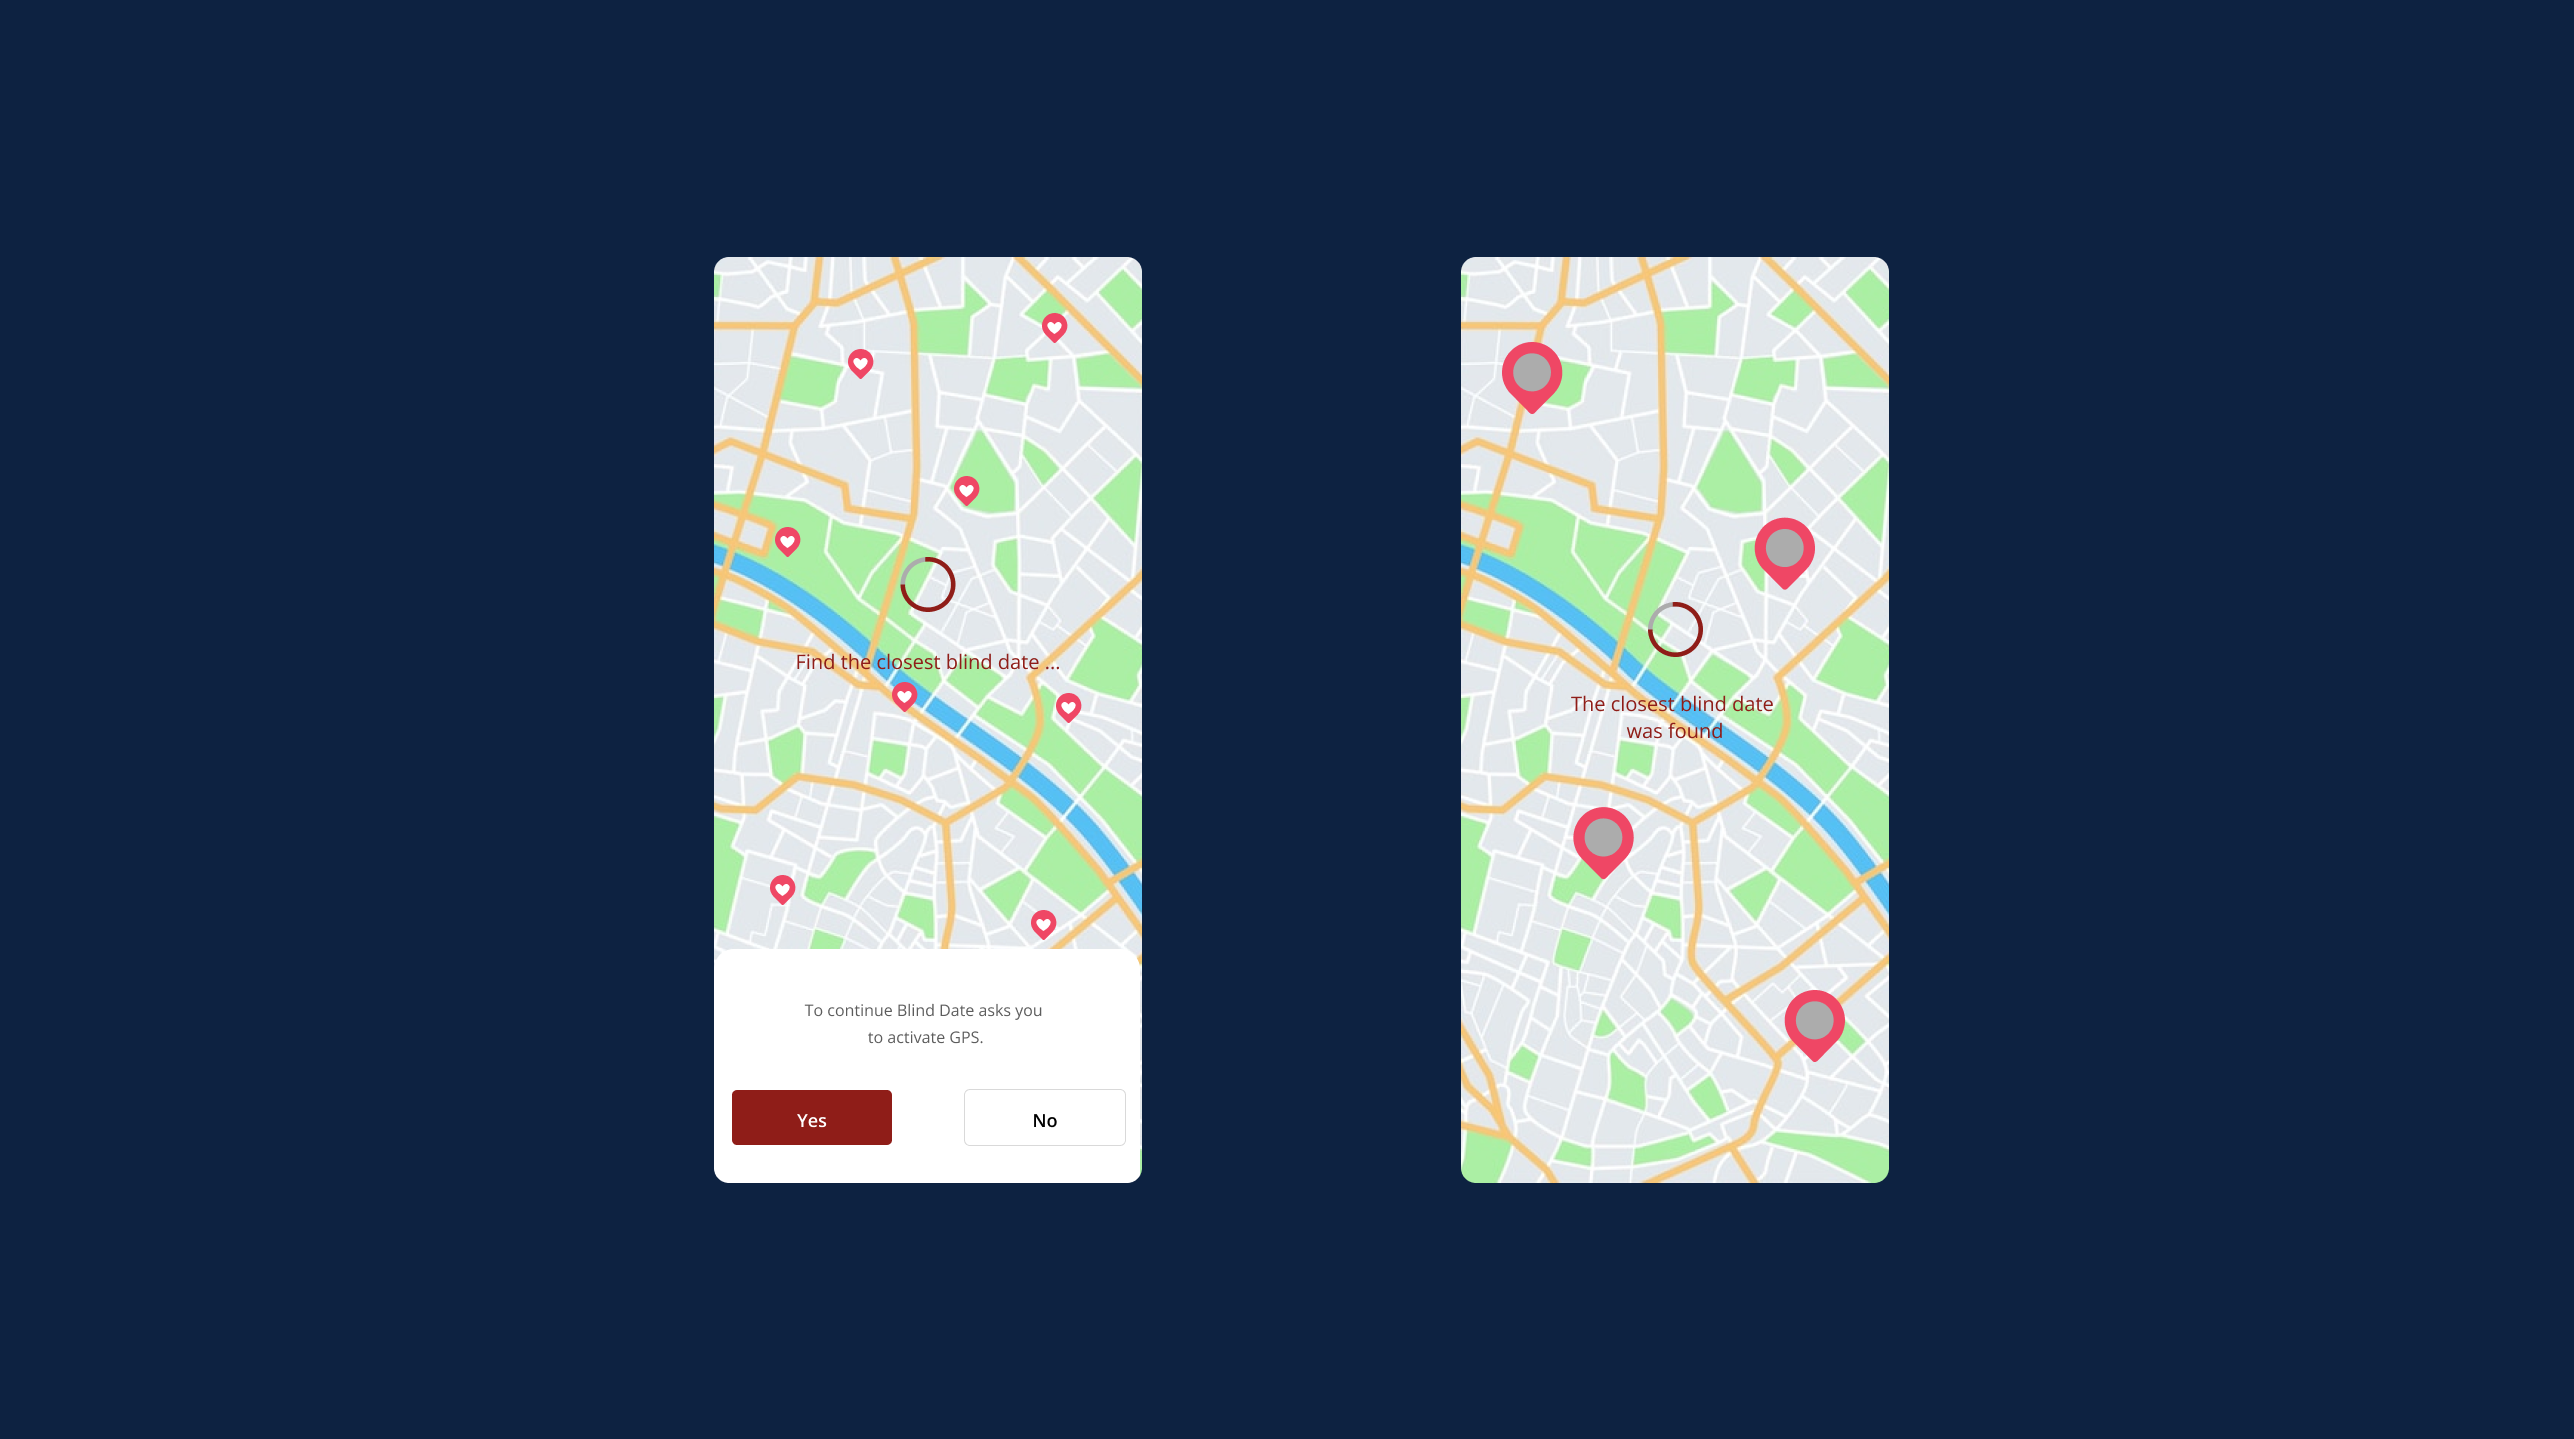 Find the closest blind date ...
To continue Blind Date asks you
to activate GPS.
Yes
No
The closest blind date
was found